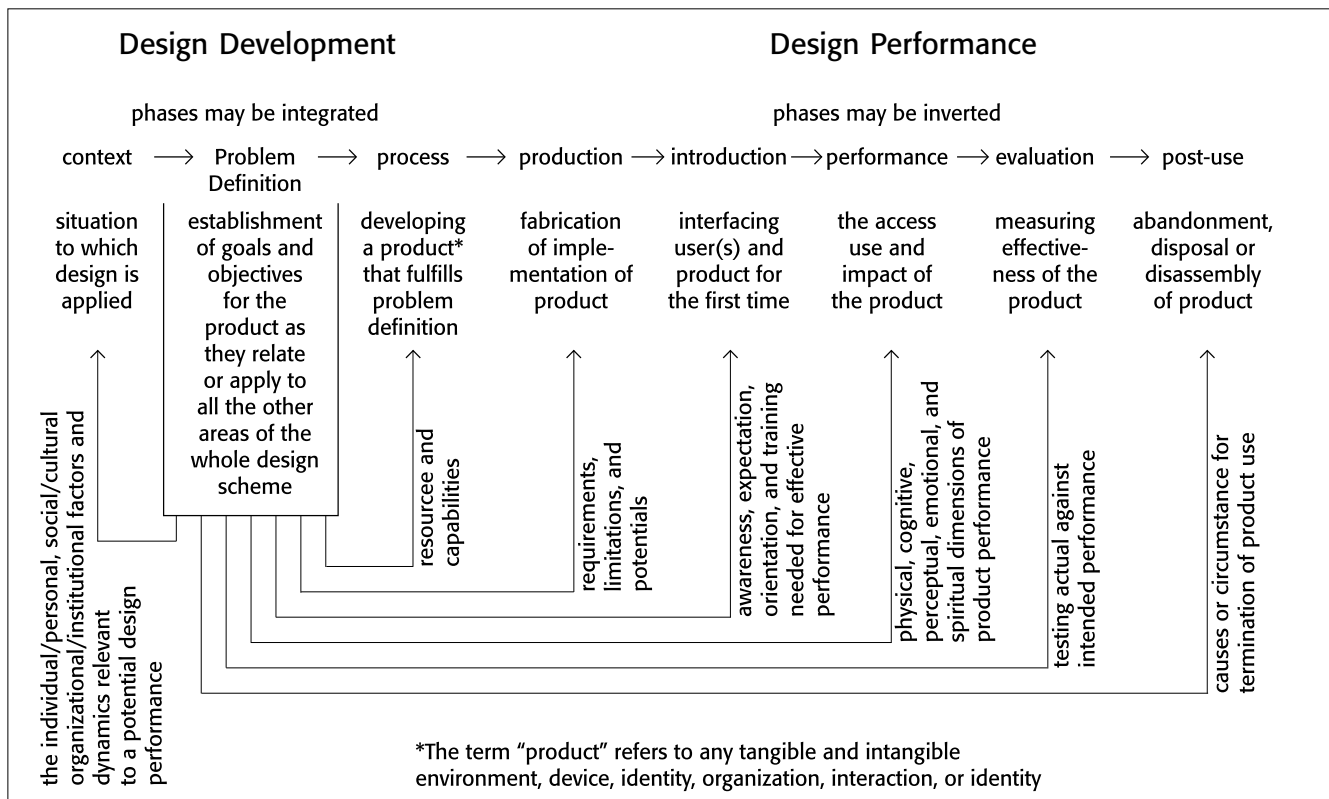 Design Development
Design Performance
phases may be integrated
phases may be inverted
context
Problem
Definition
process
production
introduction
performance
evaluation
post-use
situation
to which
design is
applied
establishment
of goals and
objectives
for the
product as
they relate
or apply to
all the other
areas of the
whole design
scheme
developing
a product*
that fulfills
problem
definition
fabrication
of imple-
mentation of
product
interfacing
user(s) and
product for
the first time
the access
use and
impact of
the product
measuring
effective-
ness of the
product
abandonment,
disposal or
disassembly
of product
the individual/personal, social/cultural
organizational/institutional factors and
dynamics relevant
to a potential design
performance
resourcee and
capabilities
requirements,
limitations, and
potentials
awareness, expectation,
orientation, and training
needed for effective
performance
physical, cognitive,
perceptual, emotional, and
spiritual dimensions of
product performance
testing actual against
intended performance
causes or circumstance for
termination of product use
*The term “product” refers to any tangible and intangible
environment, device, identity, organization, interaction, or identity